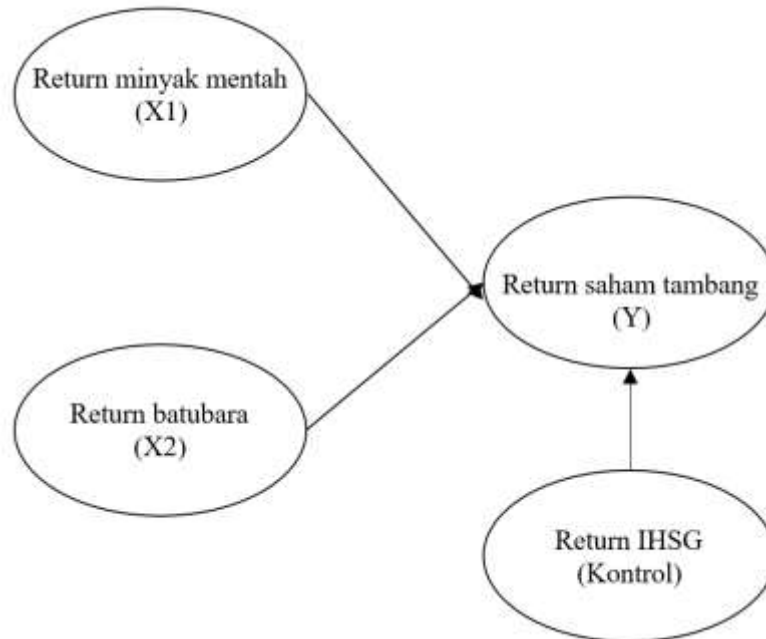 Return minyak mentah
(X1)
Return saham tambang
(Y)
Return batubara
(X2)
Return IHSG
(Kontrol)